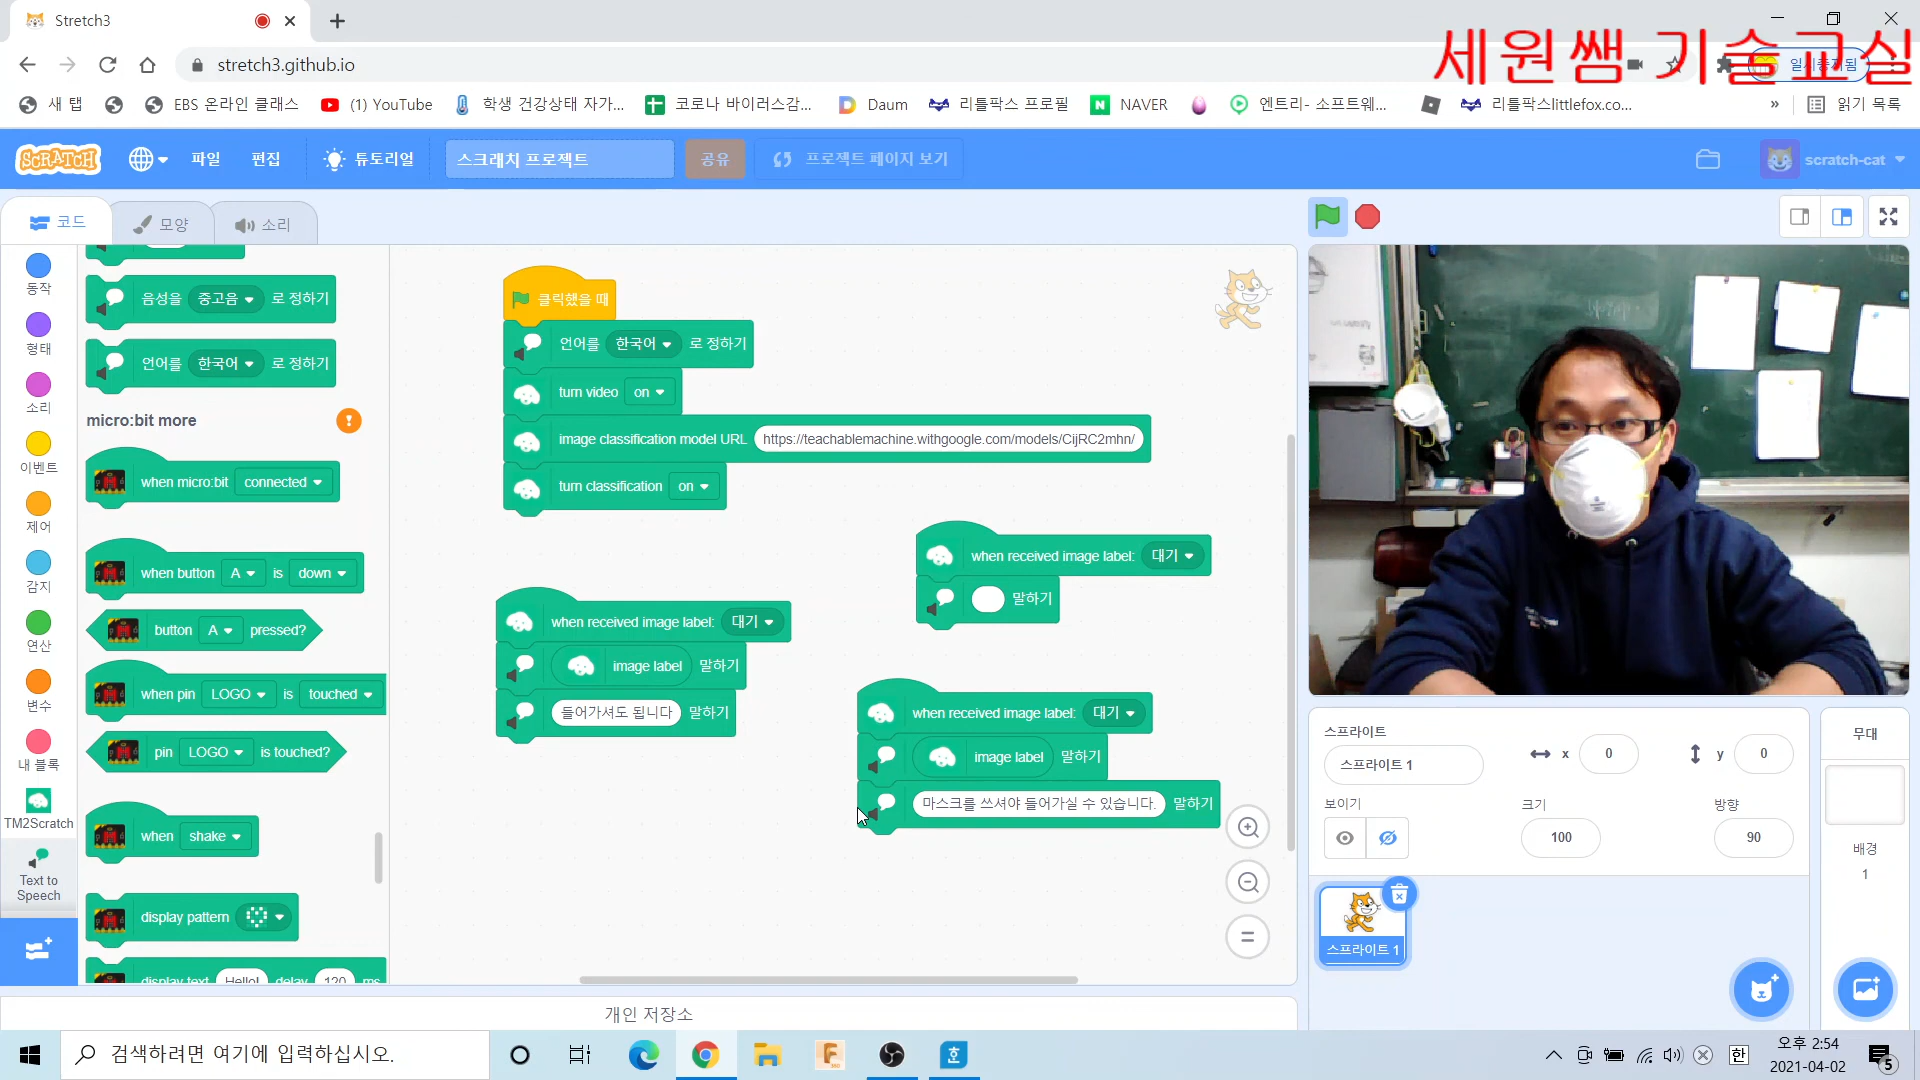 Stretch3
세원쌤 기술교실
stretch3.github.io
일시중지됨
새 탭
EBS 온라인 클래스
(1) YouTube
학생 건강상태 자가...
코로나 바이러스감...
Daum
리틀팍스 프로필
NAVER
엔트리- 소프트웨...
리틀팍스littlefox.co...
»
읽기 목록
SCRATCH
파일
편집
튜토리얼
스크래치 프로젝트
공유
프로젝트 페이지 보기
scratch-cat
코드
모양
소리
동작
형태
소리
이벤트
제어
감지
연산
변수
내 블록
TM2Scratch
Text to
Speech
음성을 중고음 로 정하기
언어를 한국어 로 정하기
micro:bit more
when micro:bit connected
when button A is down
button A pressed?
when pin LOGO is touched
pin LOGO is touched?
when shake
display pattern
display text Hello! delay 120 ms
클릭했을 때
언어를 한국어 로 정하기
turn video on
image classification model URL https://teachablemachine.withgoogle.com/models/CijRC2mhn/
turn classification on
when received image label: 대기
말하기
when received image label: 대기
image label 말하기
들어가셔도 됩니다 말하기
when received image label: 대기
image label 말하기
마스크를 쓰셔야 들어가실 수 있습니다. 말하기
개인 저장소
스프라이트
스프라이트 1
x 0
y 0
보이기
크기
방향
100
90
스프라이트 1
무대
배경
1
검색하려면 여기에 입력하십시오.
한
오후 2:54
2021-04-02
5